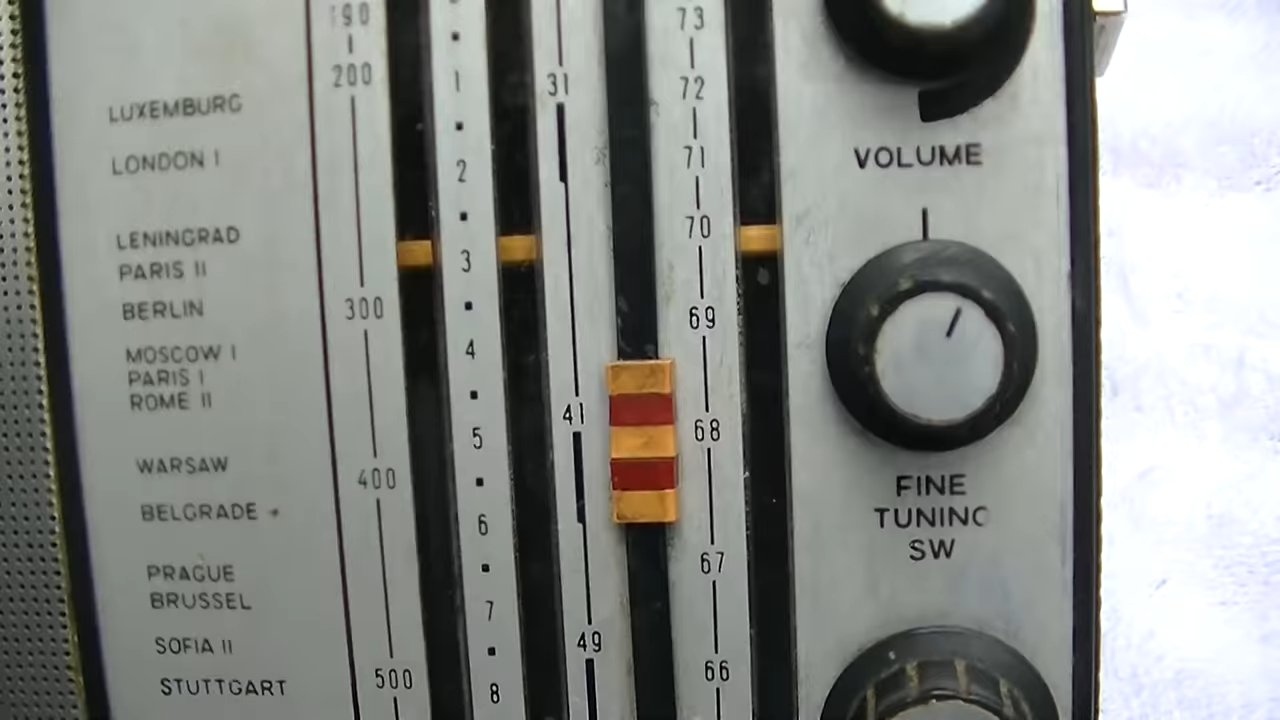 LUXEMBURG
LONDON I
LENINGRAD
PARIS II
BERLIN
MOSCOW I
PARIS I
ROME II
WARSAW
BELGRADE
PRAGUE
BRUSSEL
SOFIA II
STUTTGART
190
200
300
400
500
1
2
3
4
5
6
7
8
31
41
49
73
72
71
70
69
68
67
66
VOLUME
FINE
TUNING
SW